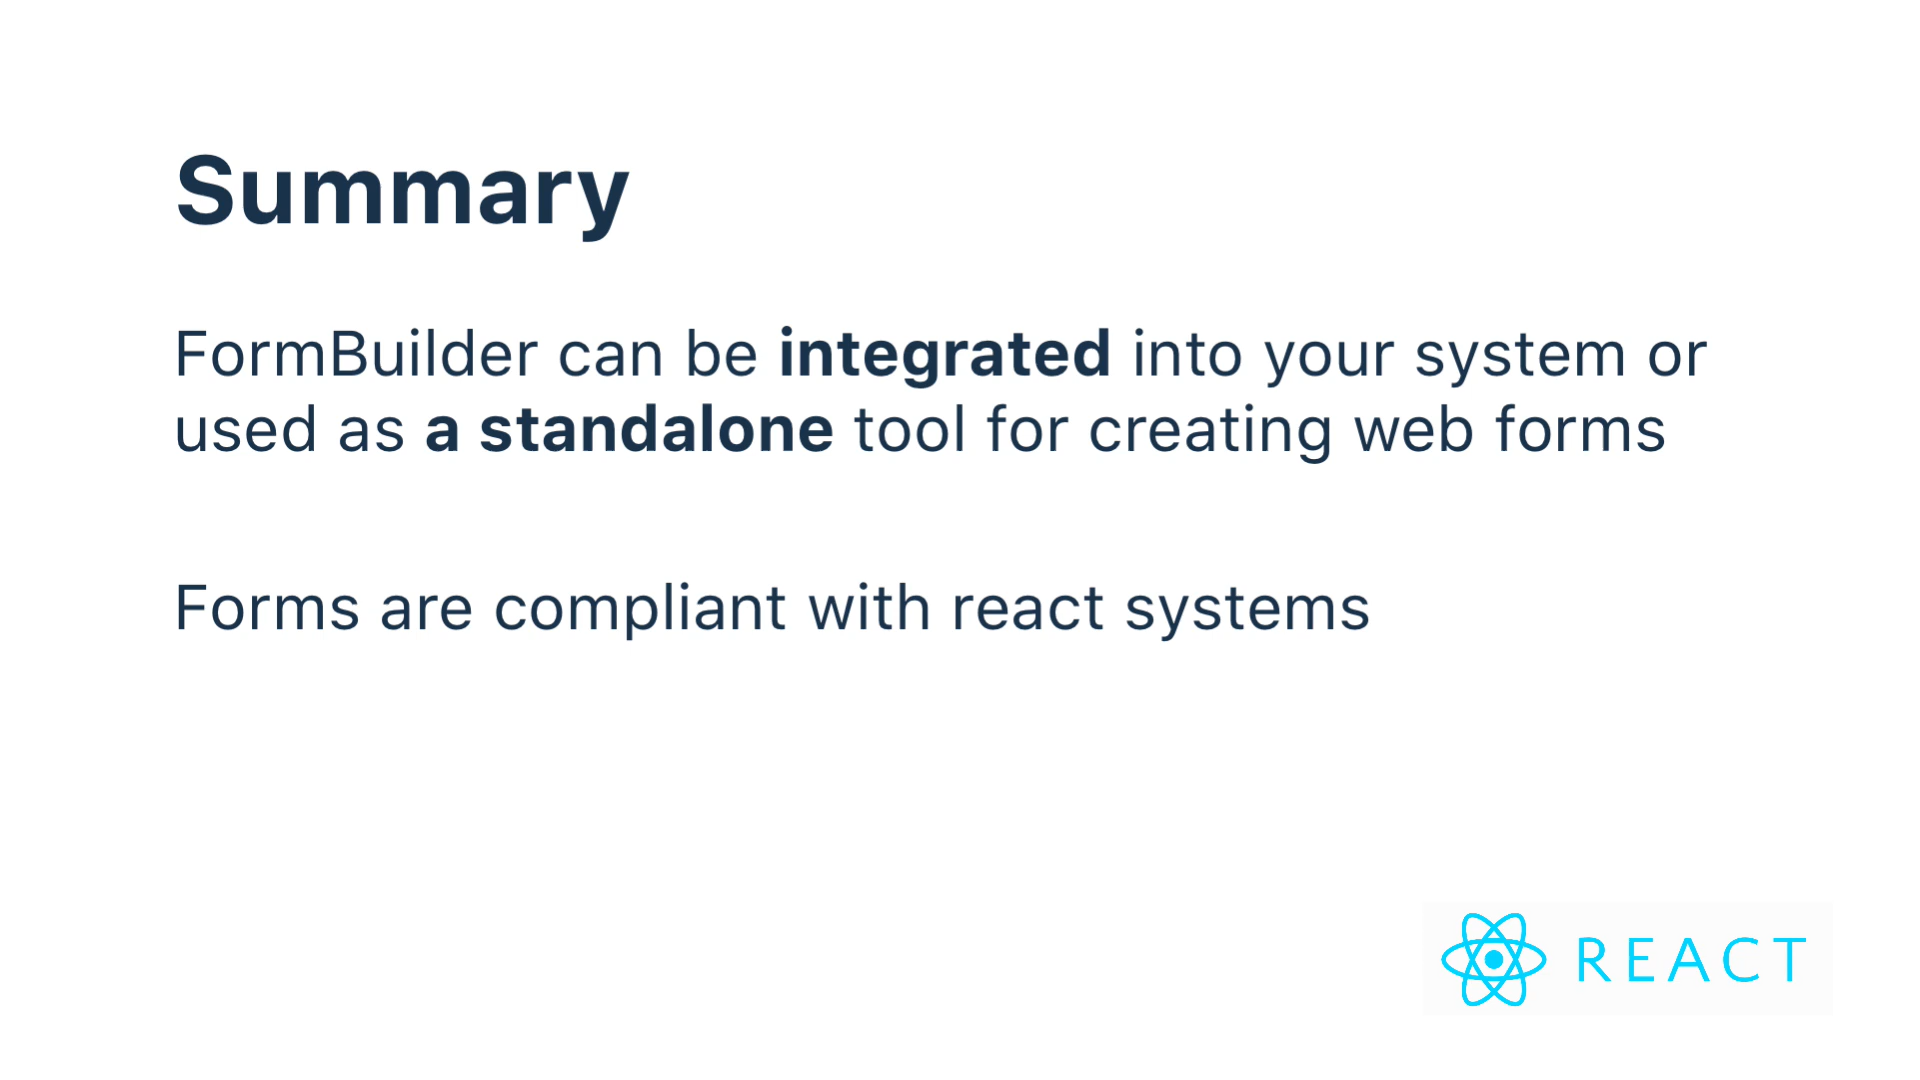 Summary
FormBuilder can be integrated into your system or
used as a standalone tool for creating web forms
Forms are compliant with react systems
REACT